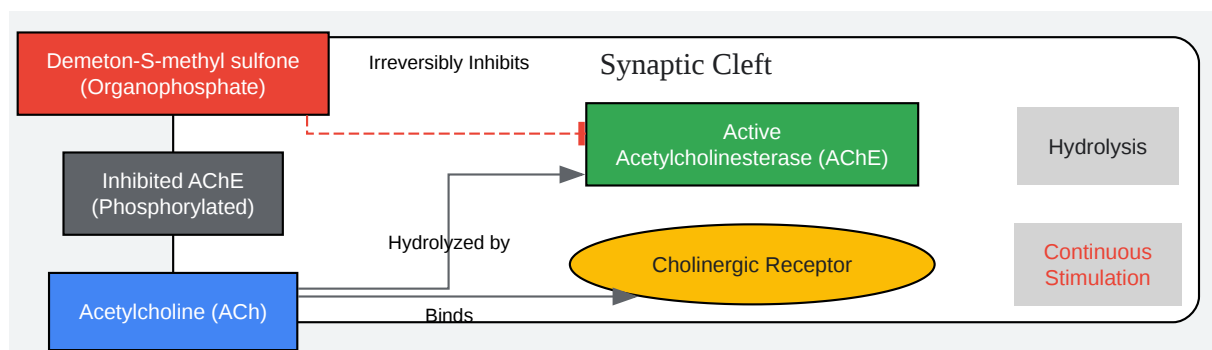 Demeton-S-methyl sulfone
(Organophosphate)
Irreversibly Inhibits
Synaptic Cleft
Active
Acetylcholinesterase (AChE)
Hydrolysis
Inhibited AChE
(Phosphorylated)
Hydrolyzed by
Cholinergic Receptor
Continuous
Stimulation
Acetylcholine (ACh)
Binds